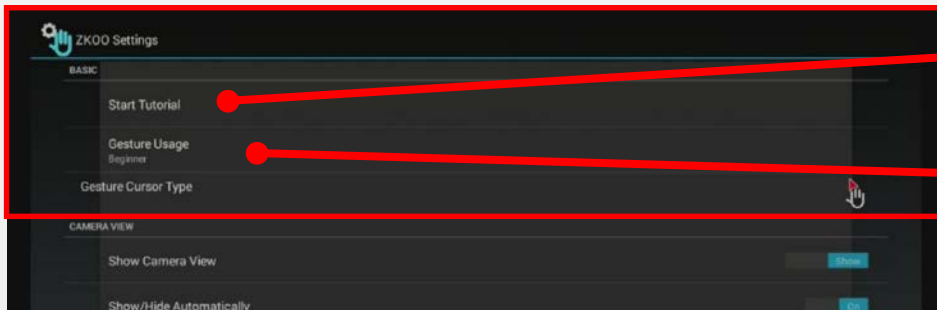 ZKOO Settings
BASIC
Start Tutorial
Gesture Usage
Beginner
Gesture Cursor Type
CAMERA VIEW
Show Camera View
Show
Show/Hide Automatically
On